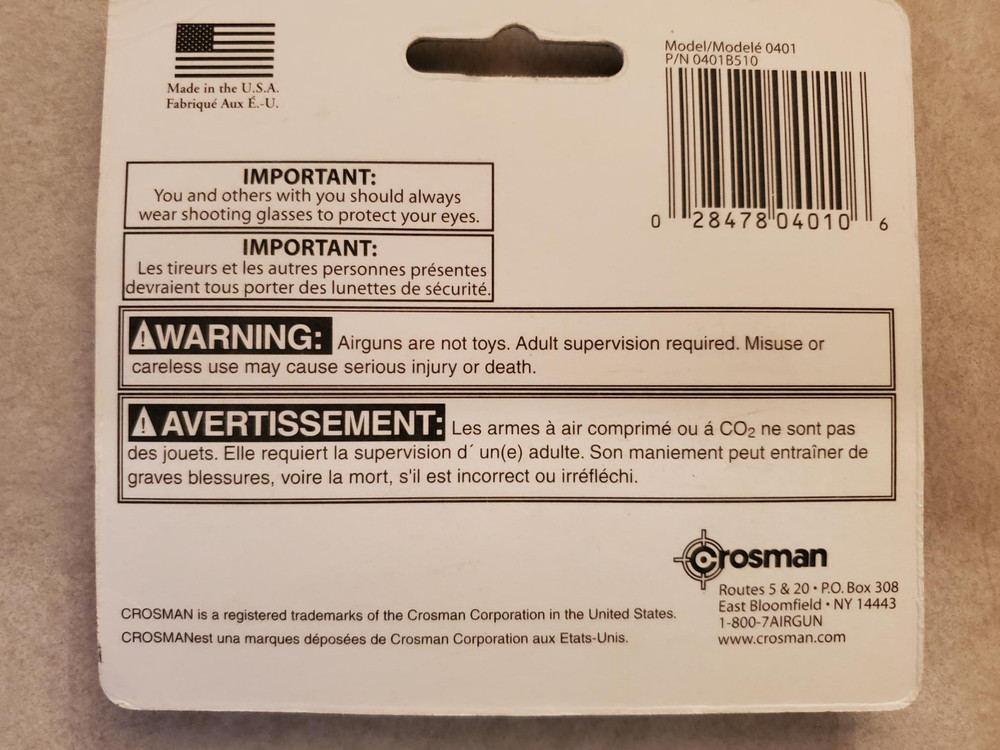 Made in the U.S.A.
Fabriqué Aux É.-U.
Model/Modelé 0401
P/N 0401B510
0 28478 04010 6
IMPORTANT:
You and others with you should always
wear shooting glasses to protect your eyes.
IMPORTANT:
Les tireurs et les autres personnes présentes
devraient tous porter des lunettes de sécurité.
WARNING: Airguns are not toys. Adult supervision required. Misuse or
careless use may cause serious injury or death.
AVERTISSEMENT: Les armes à air comprimé ou á CO₂ ne sont pas
des jouets. Elle requiert la supervision d´ un(e) adulte. Son maniement peut entraîner de
graves blessures, voire la mort, s'il est incorrect ou irréfléchi.
Crosman
Routes 5 & 20 • P.O. Box 308
East Bloomfield • NY 14443
1-800-7AIRGUN
www.crosman.com
CROSMAN is a registered trademarks of the Crosman Corporation in the United States.
CROSMANest una marques déposées de Crosman Corporation aux Etats-Unis.